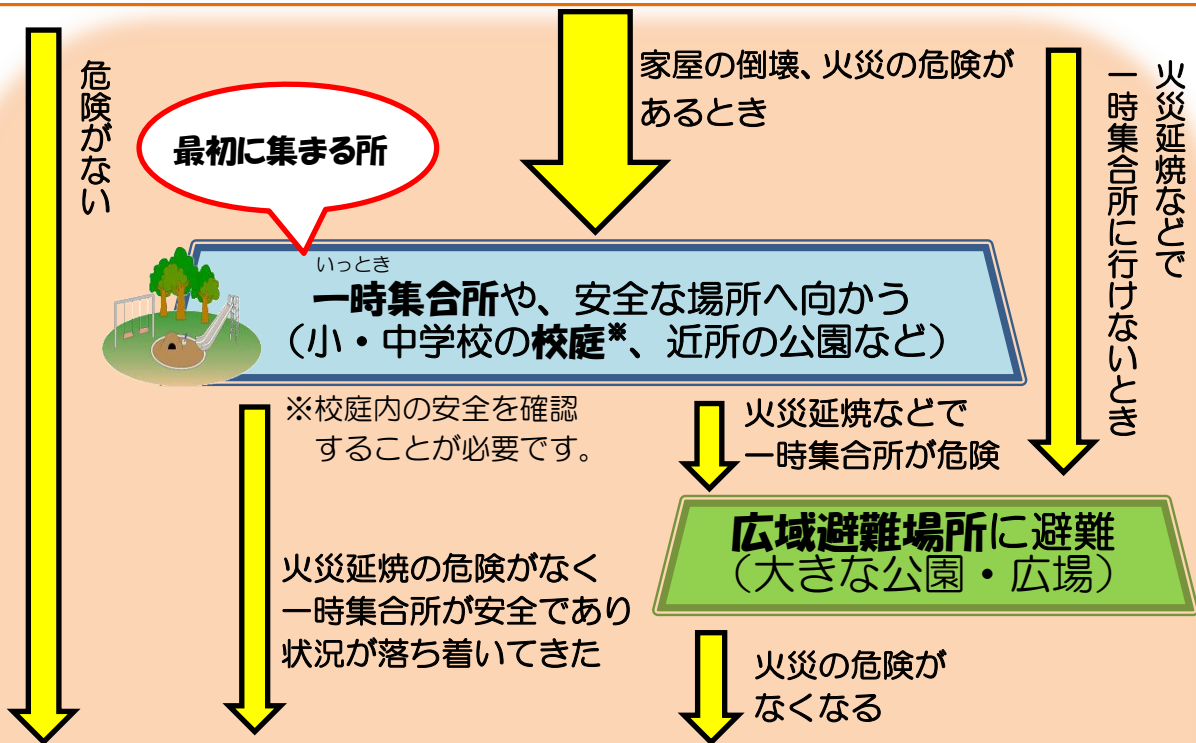 危険がない
最初に集まる所
家屋の倒壊、火災の危険が
あるとき
火災延焼などで
一時集合所に行けないとき
いっとき
一時集合所や、安全な場所へ向かう
（小・中学校の校庭※、近所の公園など）
※校庭内の安全を確認
することが必要です。
火災延焼などで
一時集合所が危険
広域避難場所に避難
（大きな公園・広場）
火災延焼の危険がなく
一時集合所が安全であり
状況が落ち着いてきた
火災の危険が
なくなる